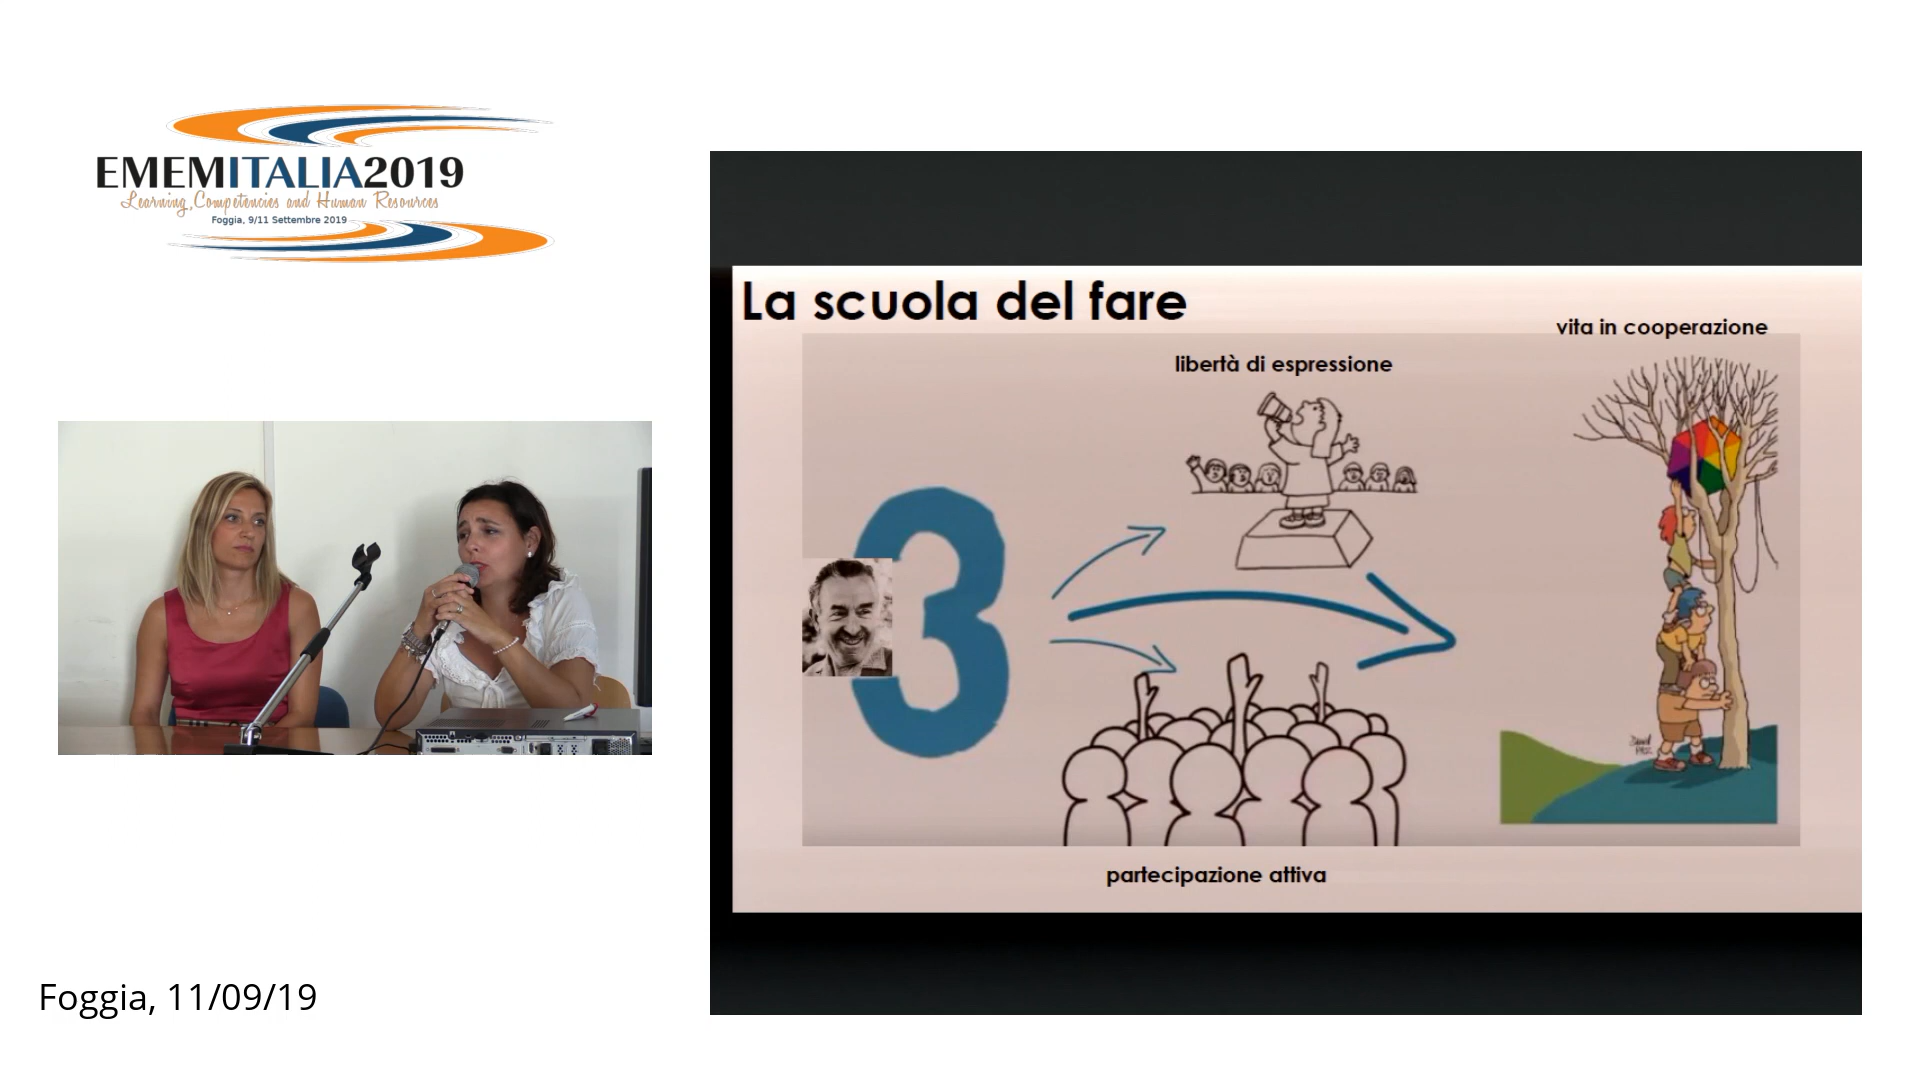 EMEMITALIA2019
Learning, Competencies and Human Resources
Foggia, 9/11 Settembre 2019
La scuola del fare
vita in cooperazione
libertà di espressione
3
partecipazione attiva
Foggia, 11/09/19